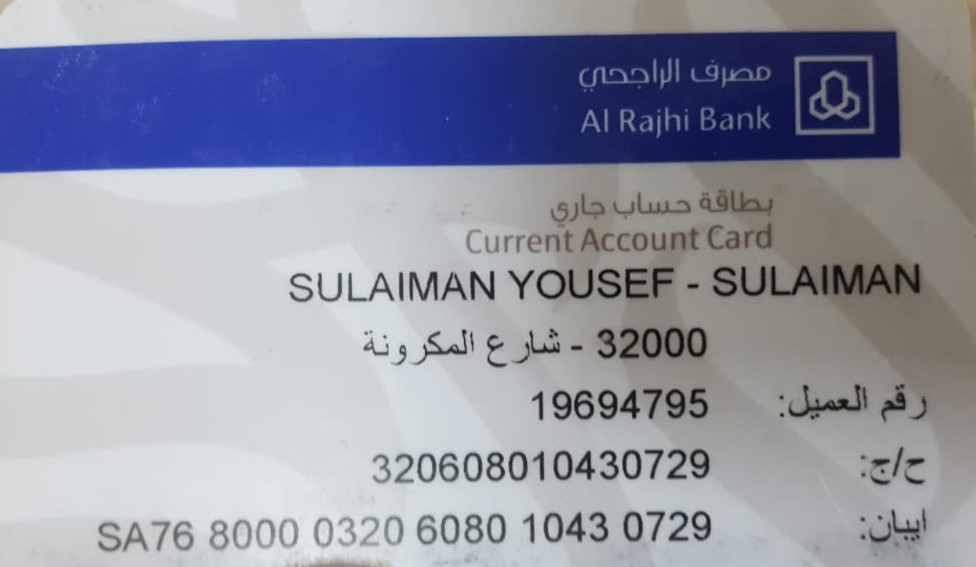 مصرف الراجحي
Al Rajhi Bank
بطاقة حساب جاري
Current Account Card
SULAIMAN YOUSEF - SULAIMAN
32000 - شارع المكرونة
رقم العميل: 19694795
ح/ج: 320608010430729
ايبان: SA76 8000 0320 6080 1043 0729